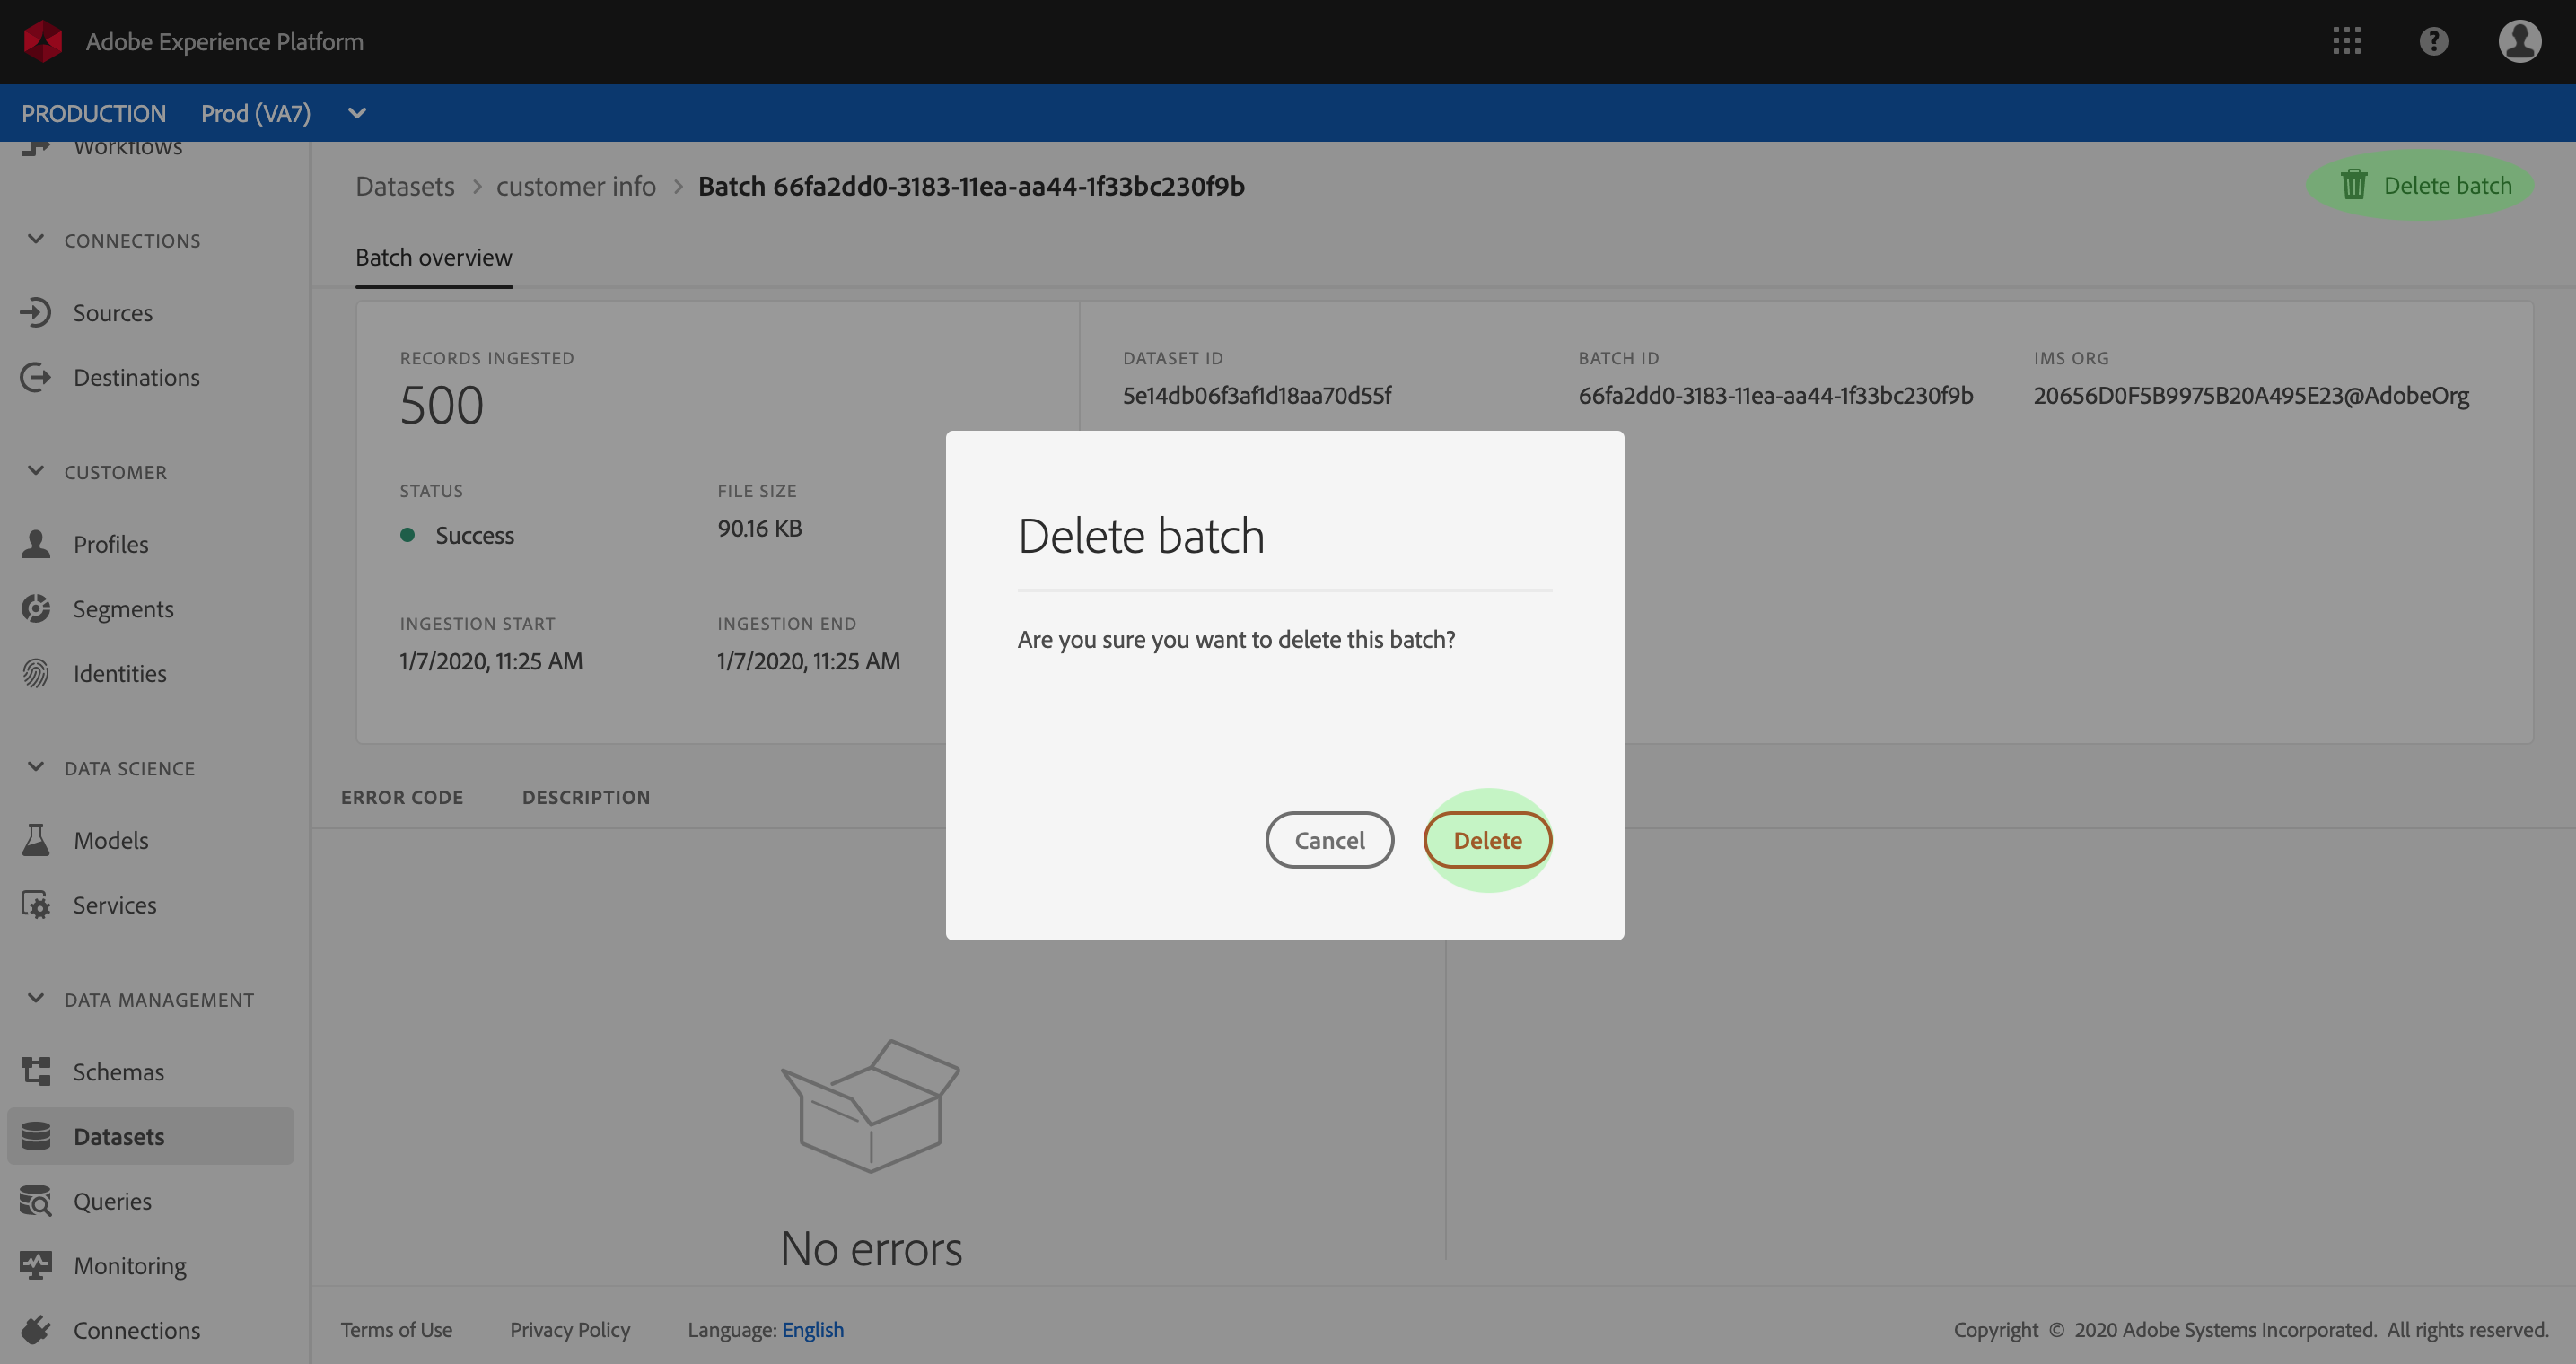 Adobe Experience Platform
PRODUCTION Prod (VA7)
Workflows
CONNECTIONS
Sources
Destinations
CUSTOMER
Profiles
Segments
Identities
DATA SCIENCE
Models
Services
DATA MANAGEMENT
Schemas
Datasets
Queries
Monitoring
Connections
Datasets > customer info > Batch 66fa2dd0-3183-11ea-aa44-1f33bc230f9b
Delete batch
Batch overview
RECORDS INGESTED
500
STATUS
Success
FILE SIZE
90.16 KB
INGESTION START
1/7/2020, 11:25 AM
INGESTION END
1/7/2020, 11:25 AM
DATASET ID
5e14db06f3af1d18aa70d55f
BATCH ID
66fa2dd0-3183-11ea-aa44-1f33bc230f9b
IMS ORG
20656D0F5B9975B20A495E23@AdobeOrg
Delete batch
Are you sure you want to delete this batch?
Cancel Delete
ERROR CODE DESCRIPTION
No errors
Terms of Use Privacy Policy Language: English
Copyright © 2020 Adobe Systems Incorporated. All rights reserved.